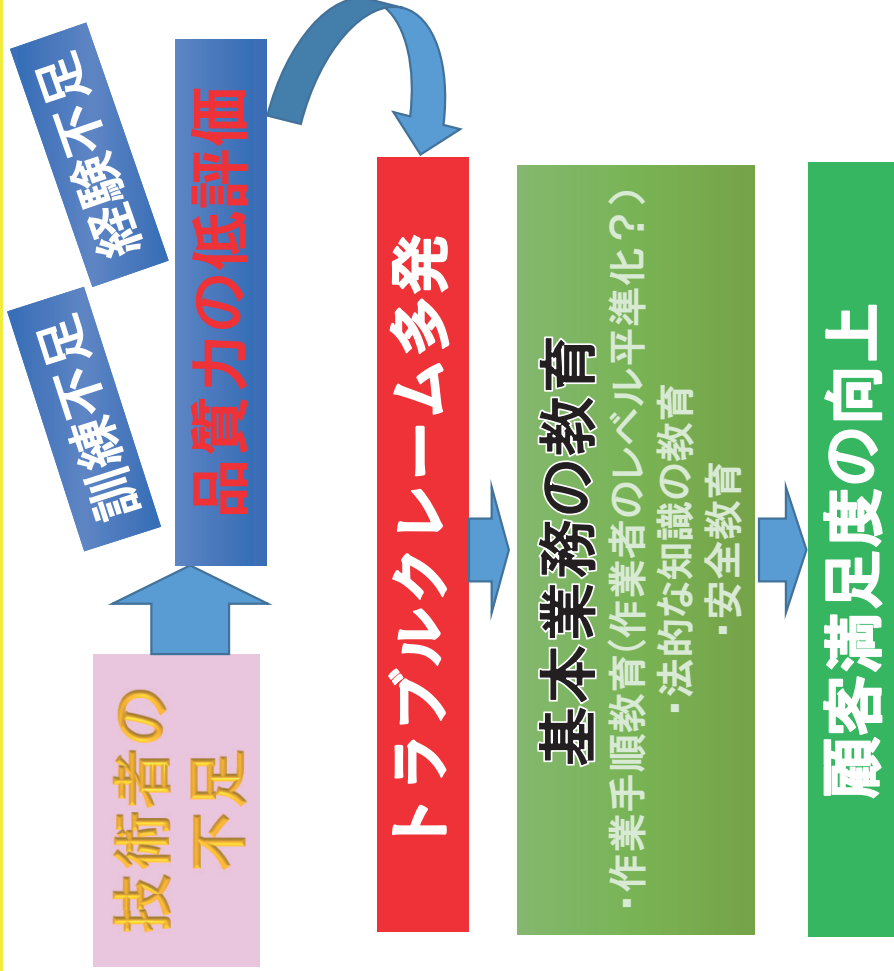 技術者の
不足
訓練不足
経験不足
品質力の低評価
トラブルクレーム多発
基本業務の教育
・作業手順教育(作業者のレベル平準化？)
・法的な知識の教育
・安全教育
顧客満足度の向上